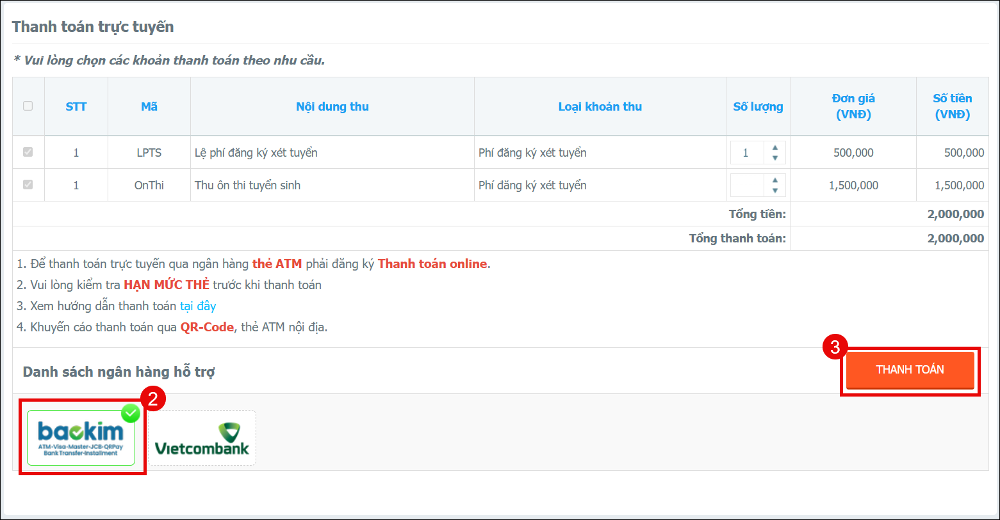 Thanh toán trực tuyến
* Vui lòng chọn các khoản thanh toán theo nhu cầu.
STT Mã Nội dung thu Loại khoản thu Số lượng Đơn giá (VNĐ) Số tiền (VNĐ)
1 LPTS Lệ phí đăng ký xét tuyển Phí đăng ký xét tuyển 1 500,000 500,000
1 OnThi Thu ôn thi tuyển sinh Phí đăng ký xét tuyển 1,500,000 1,500,000
Tổng tiền: 2,000,000
Tổng thanh toán: 2,000,000
1. Để thanh toán trực tuyến qua ngân hàng thẻ ATM phải đăng ký Thanh toán online.
2. Vui lòng kiểm tra HẠN MỨC THẺ trước khi thanh toán
3. Xem hướng dẫn thanh toán tại đây
4. Khuyến cáo thanh toán qua QR-Code, thẻ ATM nội địa.
3
THANH TOÁN
Danh sách ngân hàng hỗ trợ
2
baokim
ATM-Visa-Master-JCB-QRPay
Bank Transfer-Installment
Vietcombank